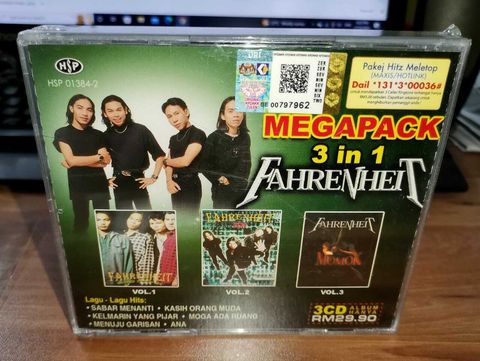 HSP
HSP 01384-2
ORI
00797962
Pakej Hitz Meletop
(MAXIS/HOTLINK)
Dail *131*3*00036#
MEGAPACK
3 in 1
FAHRENHEIT
FAHRENHEIT
VOL.1
FAHRENHEIT
VOL.2
FAHRENHEIT
MOMOK
VOL.3
Lagu - Lagu Hits:
• SABAR MENANTI • KASIH ORANG MUDA
• KELMARIN YANG PIJAR • MOGA ADA RUANG
• MENUJU GARISAN • ANA
3CD ALBUM HANYA
RM29.90